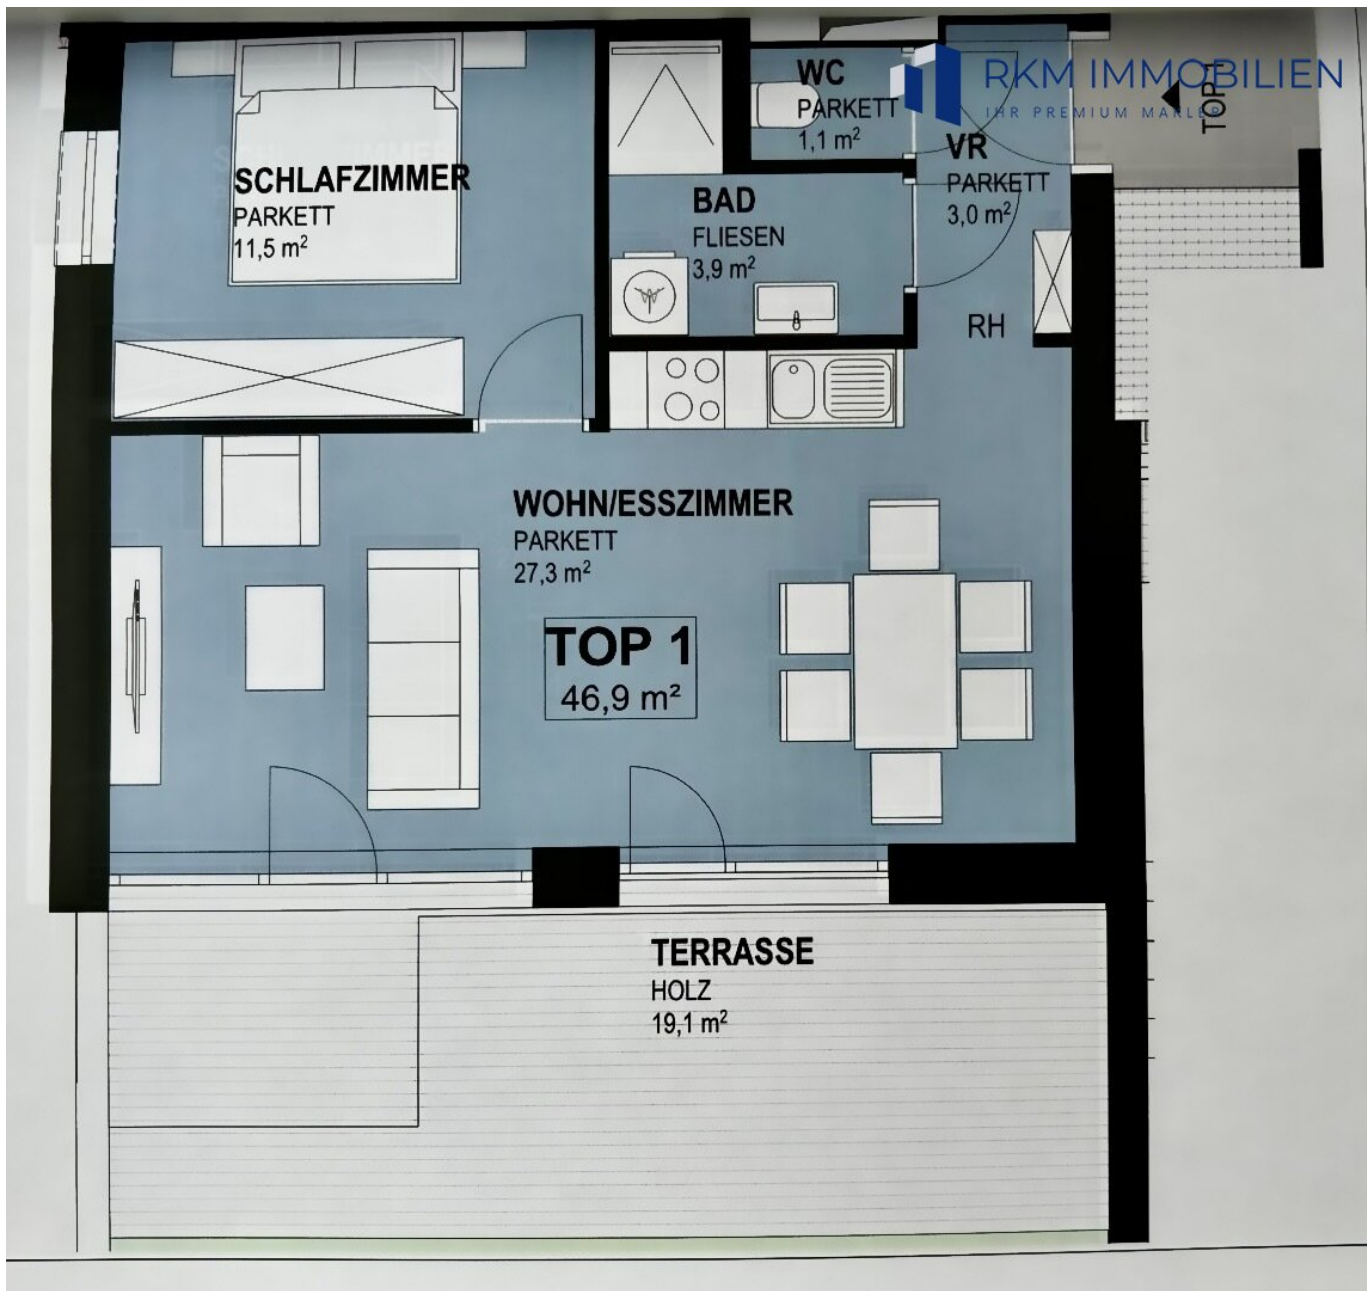 RKM IMMOBILIEN
IHR PREMIUM MAKLER
TOP 1
WC
PARKETT
1,1 m²
VR
PARKETT
3,0 m²
SCHLAFZIMMER
PARKETT
11,5 m²
BAD
FLIESEN
3,9 m²
RH
WOHN/ESSZIMMER
PARKETT
27,3 m²
TOP 1
46,9 m²
TERRASSE
HOLZ
19,1 m²